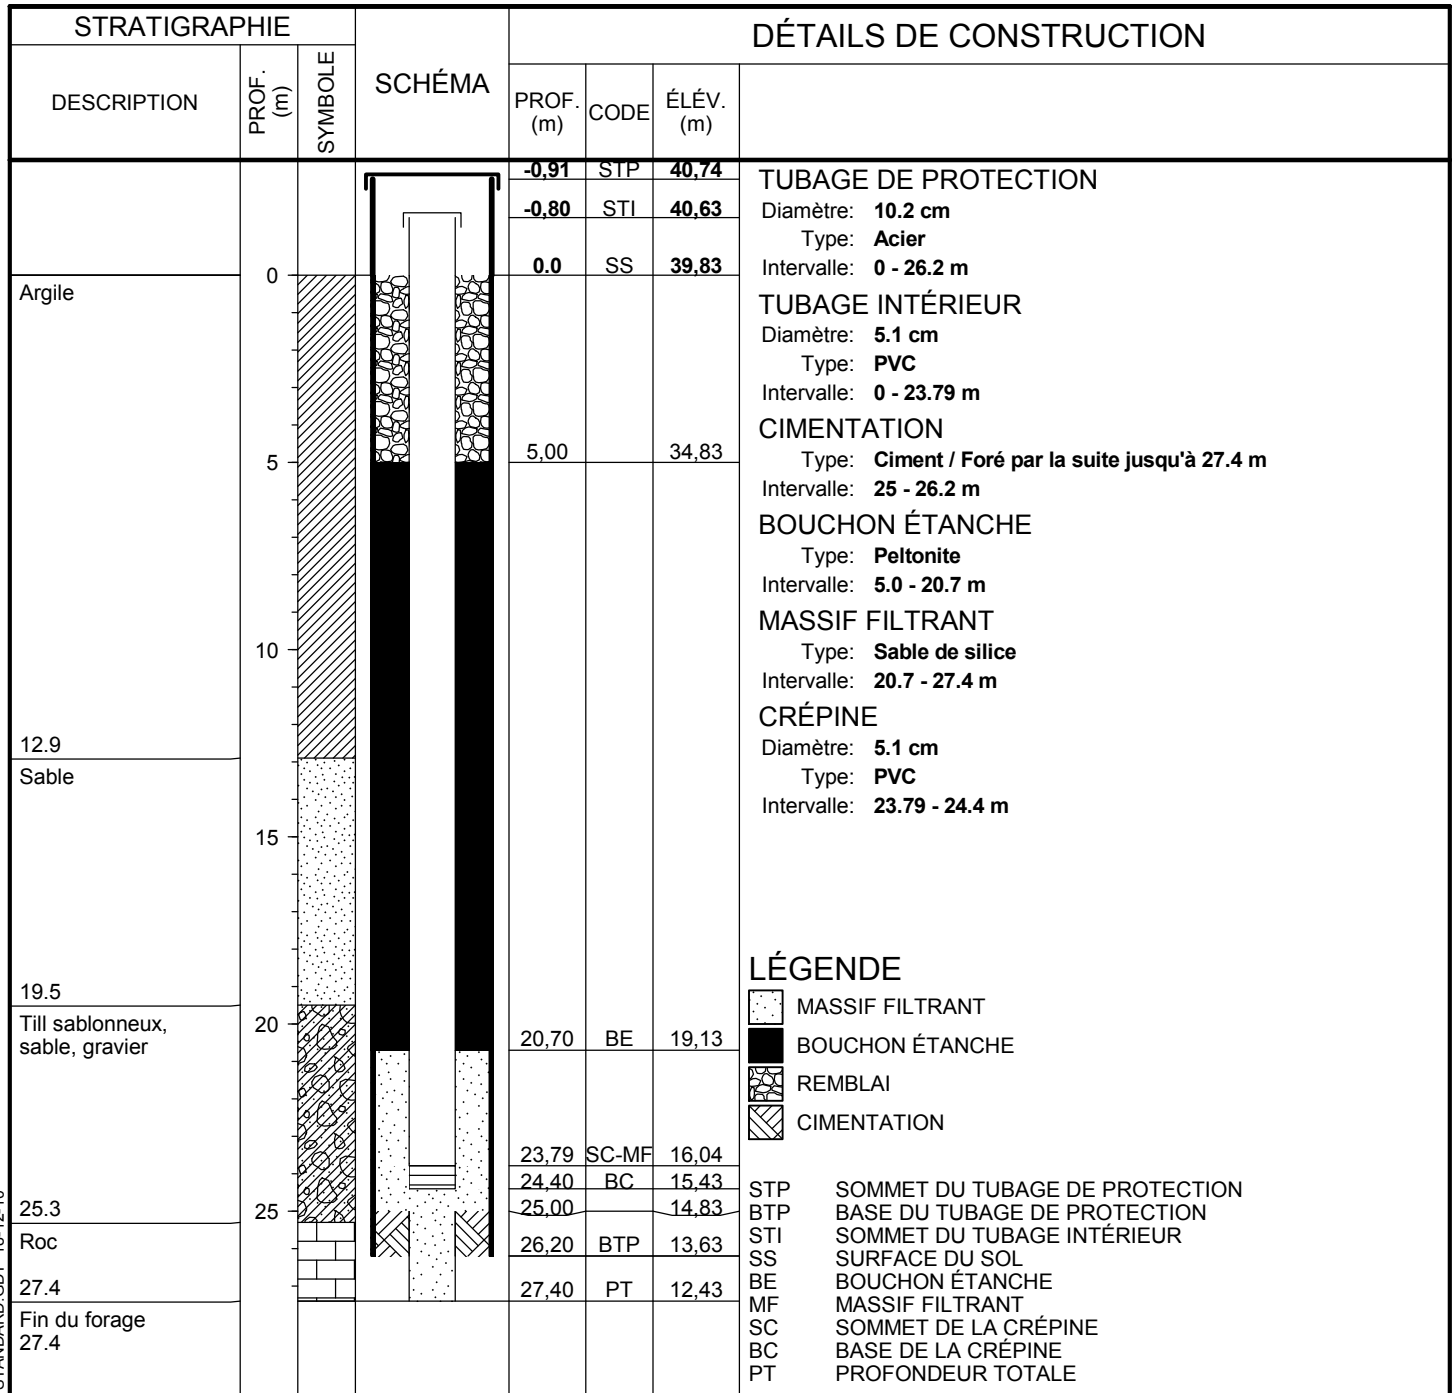 STRATIGRAPHIE
SCHÉMA
DÉTAILS DE CONSTRUCTION
DESCRIPTION
PROF. (m)
SYMBOLE
PROF. (m)
CODE
ÉLÉV. (m)
-0,91 STP 40,74
-0,80 STI 40,63
0.0 SS 39,83
5,00 34,83
20,70 BE 19,13
23,79 SC-MF 16,04
24,40 BC 15,43
25,00 14,83
26,20 BTP 13,63
27,40 PT 12,43
0
5
10
15
20
25
Argile
12.9
Sable
19.5
Till sablonneux,
sable, gravier
25.3
Roc
27.4
Fin du forage
27.4
TUBAGE DE PROTECTION
Diamètre: 10.2 cm
Type: Acier
Intervalle: 0 - 26.2 m
TUBAGE INTÉRIEUR
Diamètre: 5.1 cm
Type: PVC
Intervalle: 0 - 23.79 m
CIMENTATION
Type: Ciment / Foré par la suite jusqu'à 27.4 m
Intervalle: 25 - 26.2 m
BOUCHON ÉTANCHE
Type: Peltonite
Intervalle: 5.0 - 20.7 m
MASSIF FILTRANT
Type: Sable de silice
Intervalle: 20.7 - 27.4 m
CRÉPINE
Diamètre: 5.1 cm
Type: PVC
Intervalle: 23.79 - 24.4 m
LÉGENDE
MASSIF FILTRANT
BOUCHON ÉTANCHE
REMBLAI
CIMENTATION
STP SOMMET DU TUBAGE DE PROTECTION
BTP BASE DU TUBAGE DE PROTECTION
STI SOMMET DU TUBAGE INTÉRIEUR
SS SURFACE DU SOL
BE BOUCHON ÉTANCHE
MF MASSIF FILTRANT
SC SOMMET DE LA CRÉPINE
BC BASE DE LA CRÉPINE
PT PROFONDEUR TOTALE